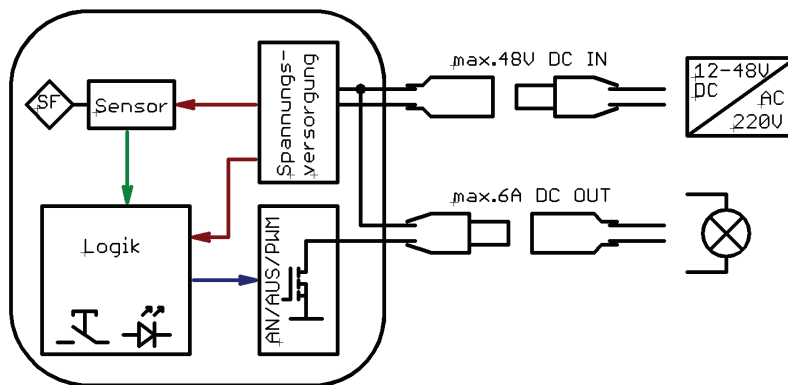 max.48V DC IN
12-48V
DC
AC
220V
SF
Sensor
Spannungs-
versorgung
max.6A DC OUT
Logik
AN/AUS/PWM